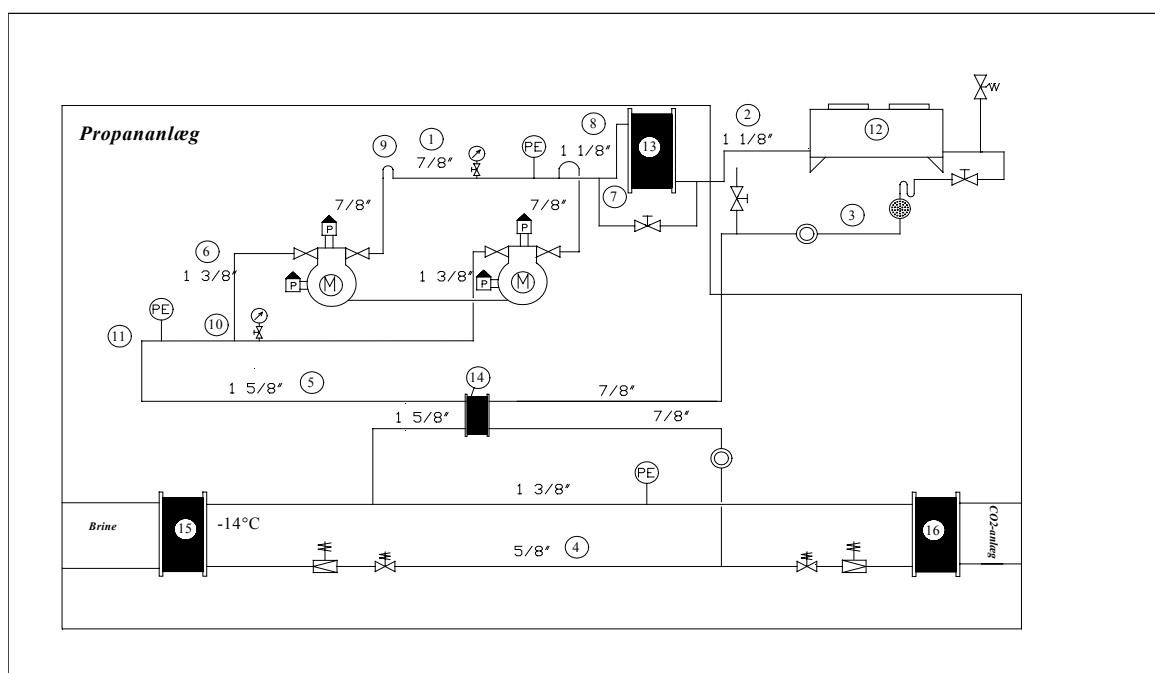 Propananlæg
2
1 1/8″
12
W
8
13
1
9
7/8″
PE
1 1/8″
7
3
7/8″
7/8″
P
P
6
1 3/8″
P
M
1 3/8″
P
M
PE
10
11
14
1 5/8″
5
7/8″
1 5/8″
7/8″
PE
1 3/8″
Brine
15
-14°C
16
CO2-anlæg
5/8″
4